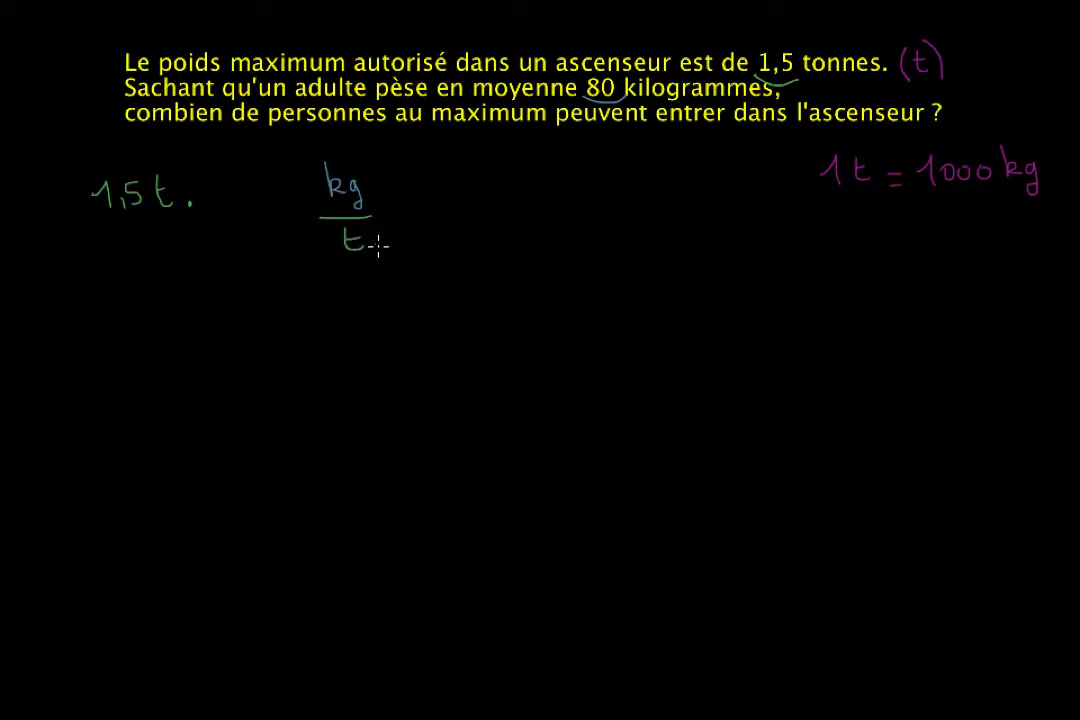 Le poids maximum autorisé dans un ascenseur est de 1,5 tonnes. (t)
Sachant qu'un adulte pèse en moyenne 80 kilogrammes,
combien de personnes au maximum peuvent entrer dans l'ascenseur ?
1t = 1000 kg
1,5 t .
kg
t